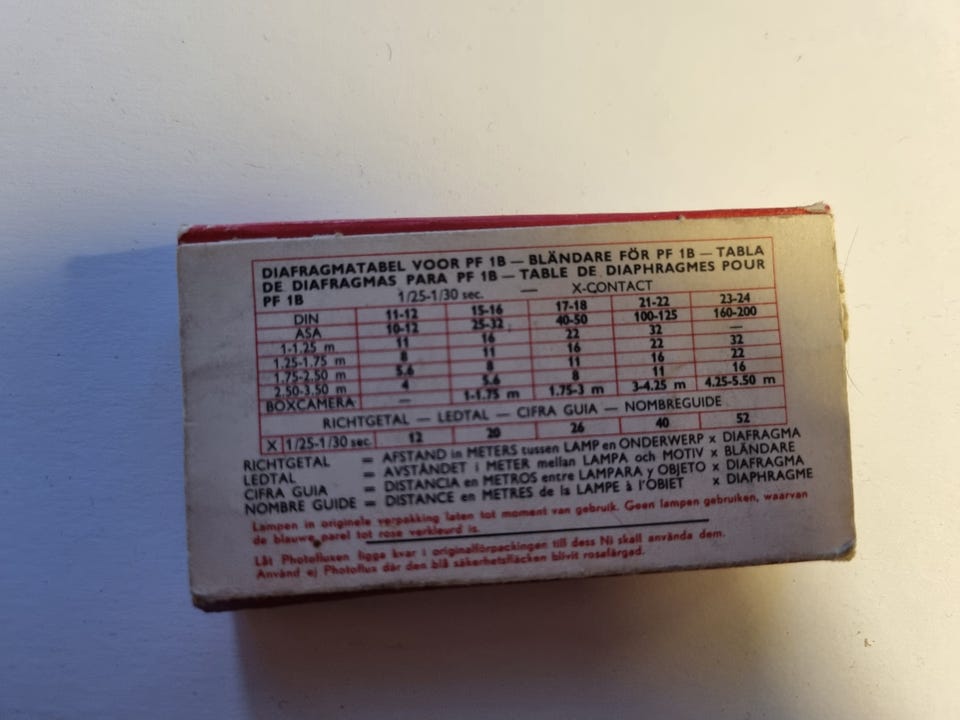 DIAFRAGMATABEL VOOR PF 1B — BLÄNDARE FÖR PF 1B — TABLA
DE DIAFRAGMAS PARA PF 1B — TABLE DE DIAPHRAGMES POUR
PF 1B 1/25-1/30 sec. — X-CONTACT
DIN 11-12 15-16 17-18 21-22 23-24
ASA 10-12 25-32 40-50 100-125 160-200
1-1.25 m 11 16 22 32 —
1.25-1.75 m 8 11 16 22 32
1.75-2.50 m 5.6 8 11 16 22
2.50-3.50 m 4 5.6 8 11 16
BOXCAMERA — 1-1.75 m 1.75-3 m 3-4.25 m 4.25-5.50 m
RICHTGETAL — LEDTAL — CIFRA GUIA — NOMBREGUIDE
X 1/25-1/30 sec. 12 20 26 40 52
RICHTGETAL = AFSTAND in METERS tussen LAMP en ONDERWERP x DIAFRAGMA
LEDTAL = AVSTÅNDET i METER mellan LAMPA och MOTIV x BLÄNDARE
CIFRA GUIA = DISTANCIA en METROS entre LAMPARA y OBJETO x DIAFRAGMA
NOMBRE GUIDE = DISTANCE en METRES de la LAMPE à l'OBJET x DIAPHRAGME
Lampen in originele verpakking laten tot moment van gebruik. Geen lampen gebruiken, waarvan
de blauwe parel tot rose verkleurd is.
Låt Photofluxen ligga kvar i originalförpackingen till dess Ni skall använda dem.
Använd ej Photoflux där den blå säkerhetsfläcken blivit rosafärgad.